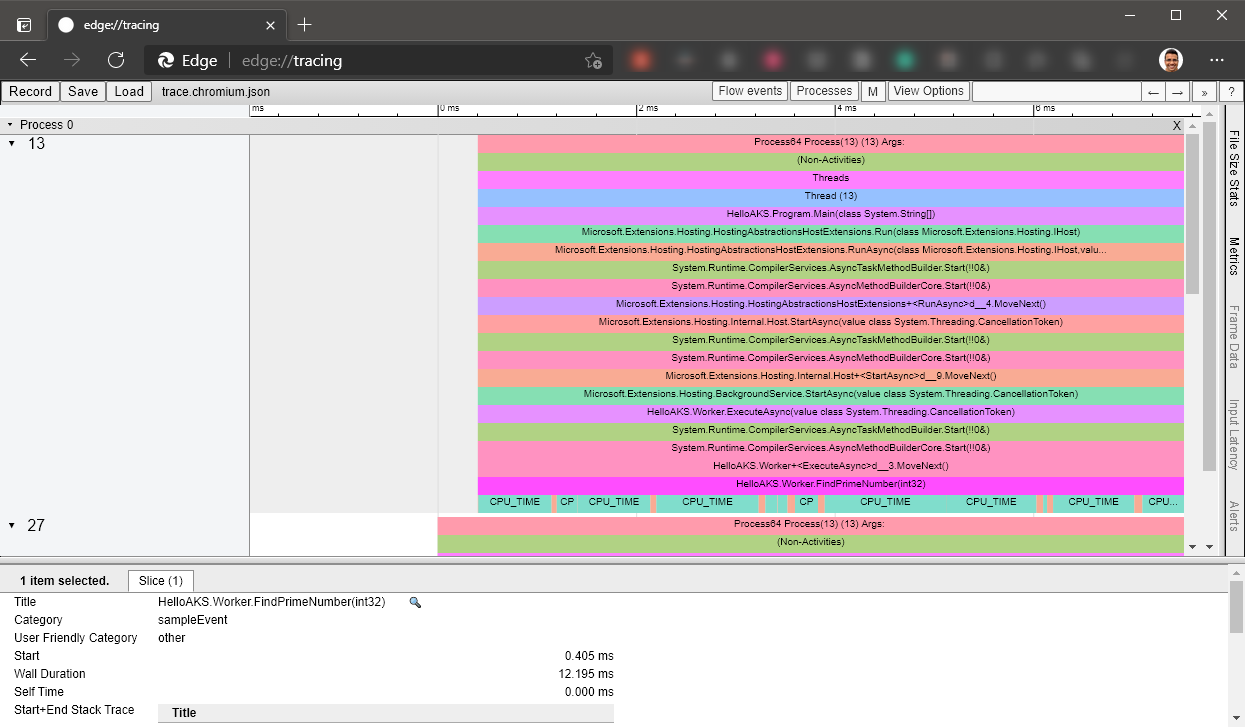 edge://tracing
Edge edge://tracing
Record Save Load trace.chromium.json Flow events Processes M View Options ← → » ?
ms 0 ms 2 ms 4 ms 6 ms
Process 0 X
13
Process64 Process(13) (13) Args:
(Non-Activities)
Threads
Thread (13)
HelloAKS.Program.Main(class System.String[])
Microsoft.Extensions.Hosting.HostingAbstractionsHostExtensions.Run(class Microsoft.Extensions.Hosting.IHost)
Microsoft.Extensions.Hosting.HostingAbstractionsHostExtensions.RunAsync(class Microsoft.Extensions.Hosting.IHost,valu...
System.Runtime.CompilerServices.AsyncTaskMethodBuilder.Start(!!0&)
System.Runtime.CompilerServices.AsyncMethodBuilderCore.Start(!!0&)
Microsoft.Extensions.Hosting.HostingAbstractionsHostExtensions+<RunAsync>d__4.MoveNext()
Microsoft.Extensions.Hosting.Internal.Host.StartAsync(value class System.Threading.CancellationToken)
System.Runtime.CompilerServices.AsyncTaskMethodBuilder.Start(!!0&)
System.Runtime.CompilerServices.AsyncMethodBuilderCore.Start(!!0&)
Microsoft.Extensions.Hosting.Internal.Host+<StartAsync>d__9.MoveNext()
Microsoft.Extensions.Hosting.BackgroundService.StartAsync(value class System.Threading.CancellationToken)
HelloAKS.Worker.ExecuteAsync(value class System.Threading.CancellationToken)
System.Runtime.CompilerServices.AsyncTaskMethodBuilder.Start(!!0&)
System.Runtime.CompilerServices.AsyncMethodBuilderCore.Start(!!0&)
HelloAKS.Worker+<ExecuteAsync>d__3.MoveNext()
HelloAKS.Worker.FindPrimeNumber(int32)
CPU_TIME CP CPU_TIME CPU_TIME CP CPU_TIME CPU_TIME CPU_TIME CPU...
27
Process64 Process(13) (13) Args:
(Non-Activities)
File Size Stats
Metrics
Frame Data
Input Latency
Alerts
1 item selected. Slice (1)
Title HelloAKS.Worker.FindPrimeNumber(int32)
Category sampleEvent
User Friendly Category other
Start 0.405 ms
Wall Duration 12.195 ms
Self Time 0.000 ms
Start+End Stack Trace Title